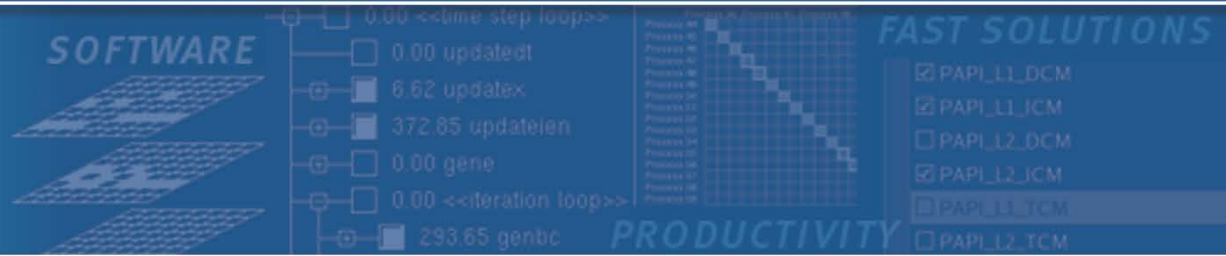 SOFTWARE
0.00 <<time step loop>>
0.00 updatedt
6.62 updatex
372.85 updateien
0.00 gene
0.00 <<iteration loop>>
293.65 genbc
PRODUCTIVITY
FAST SOLUTIONS
PAPI_L1_DCM
PAPI_L1_ICM
PAPI_L2_DCM
PAPI_L2_ICM
PAPI_L1_TCM
PAPI_L2_TCM